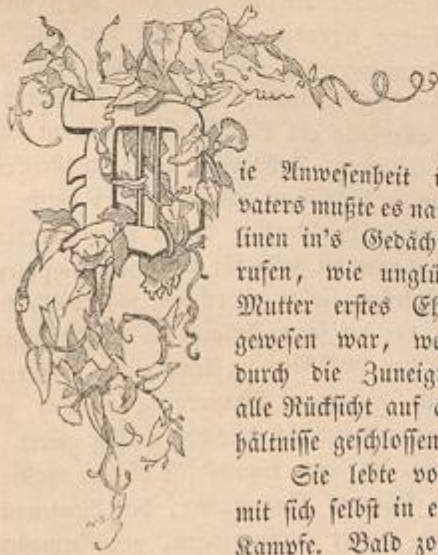 ie Anweſenheit i
vaters mußte es na
linen in's Gedäch
rufen, wie unglü
Mutter erſtes Eh
geweſen war, we
durch die Zuneig
alle Rückſicht auf d
hältniſſe geſchloſſen
Sie lebte vo
mit ſich ſelbſt in e
Kampfe. Bald zo